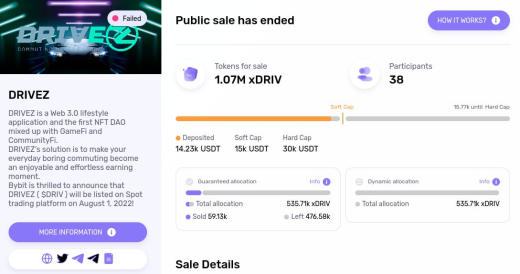 Failed
DRIVEZ
DRIVEZ
DRIVEZ is a Web 3.0 lifestyle
application and the first NFT DAO
mixed up with GameFi and
CommunityFi.
DRIVEZ's solution is to make your
everyday boring commuting become
an enjoyable and effortless earning
moment.
Bybit is thrilled to announce that
DRIVEZ ( $DRIV ) will be listed on Spot
trading platform on August 1, 2022!
MORE INFORMATION
Public sale has ended
HOW IT WORKS?
Tokens for sale
1.07M xDRIV
Participants
38
Soft Cap
15.77k until Hard Cap
Deposited
14.23k USDT
Soft Cap
15k USDT
Hard Cap
30k USDT
Guaranteed allocation
Info
Total allocation
535.71k xDRIV
Sold 59.13k
Left 476.58k
Dynamic allocation
Info
Total allocation
535.71k xDRIV
Sale Details